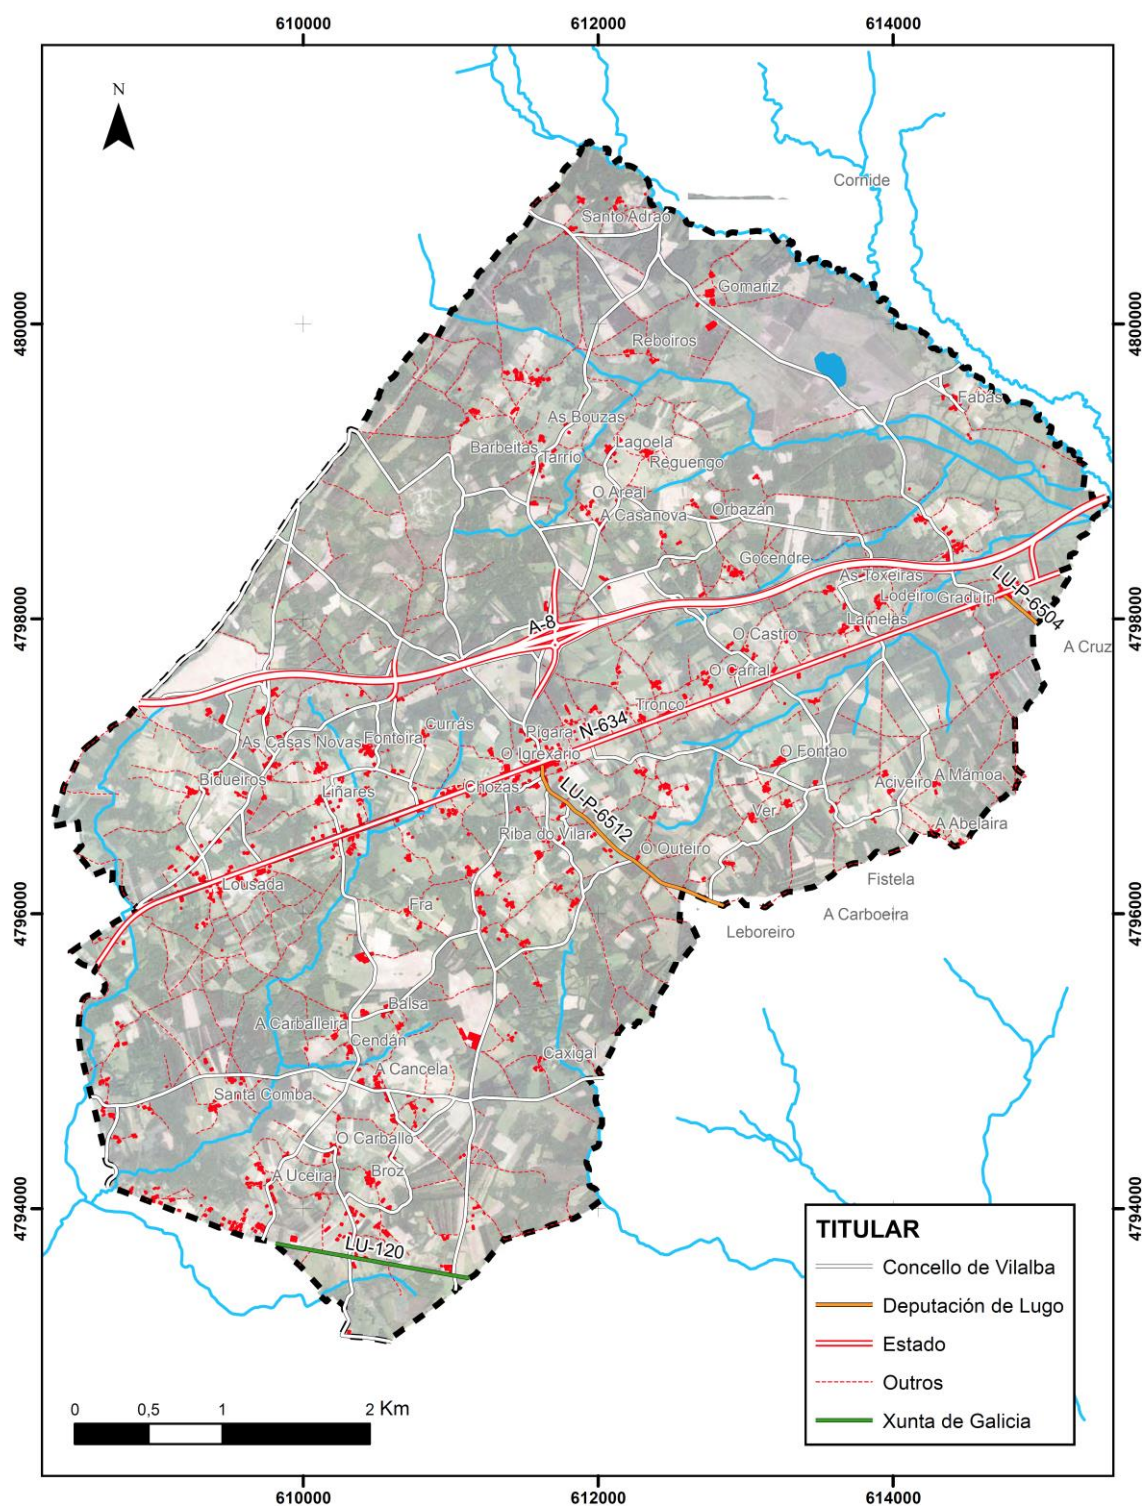 610000
612000
614000
N
Cornide
Santo Adrao
Gomariz
4800000
4800000
Reboiros
Fabás
As Bouzas
Barbeitas
Lagoela
Tarrío
Reguengo
O Areal
A Casanova
Orbazán
Gocendre
As Toxeiras
LU-P-6504
Lodeiro
Graduín
4798000
4798000
A-8
Lamelas
O Castro
A Cruz
O Carral
Tronco
N-634
Currás
Pígara
As Casas Novas
Fontoira
O Igrexario
O Fontao
Bidueiros
Liñares
Chozas
Aciveiro
A Mámoa
LU-P-6512
Ver
Riba do Vilar
A Abelaira
O Outeiro
Lousada
Fistela
Fra
4796000
4796000
A Carboeira
Leboreiro
Balsa
A Carballeira
Cendán
Caxigal
A Cancela
Santa Comba
O Carballo
A Uceira
Broz
4794000
4794000
LU-120
TITULAR
Concello de Vilalba
Deputación de Lugo
Estado
Outros
Xunta de Galicia
0 0,5 1 2 Km
610000
612000
614000